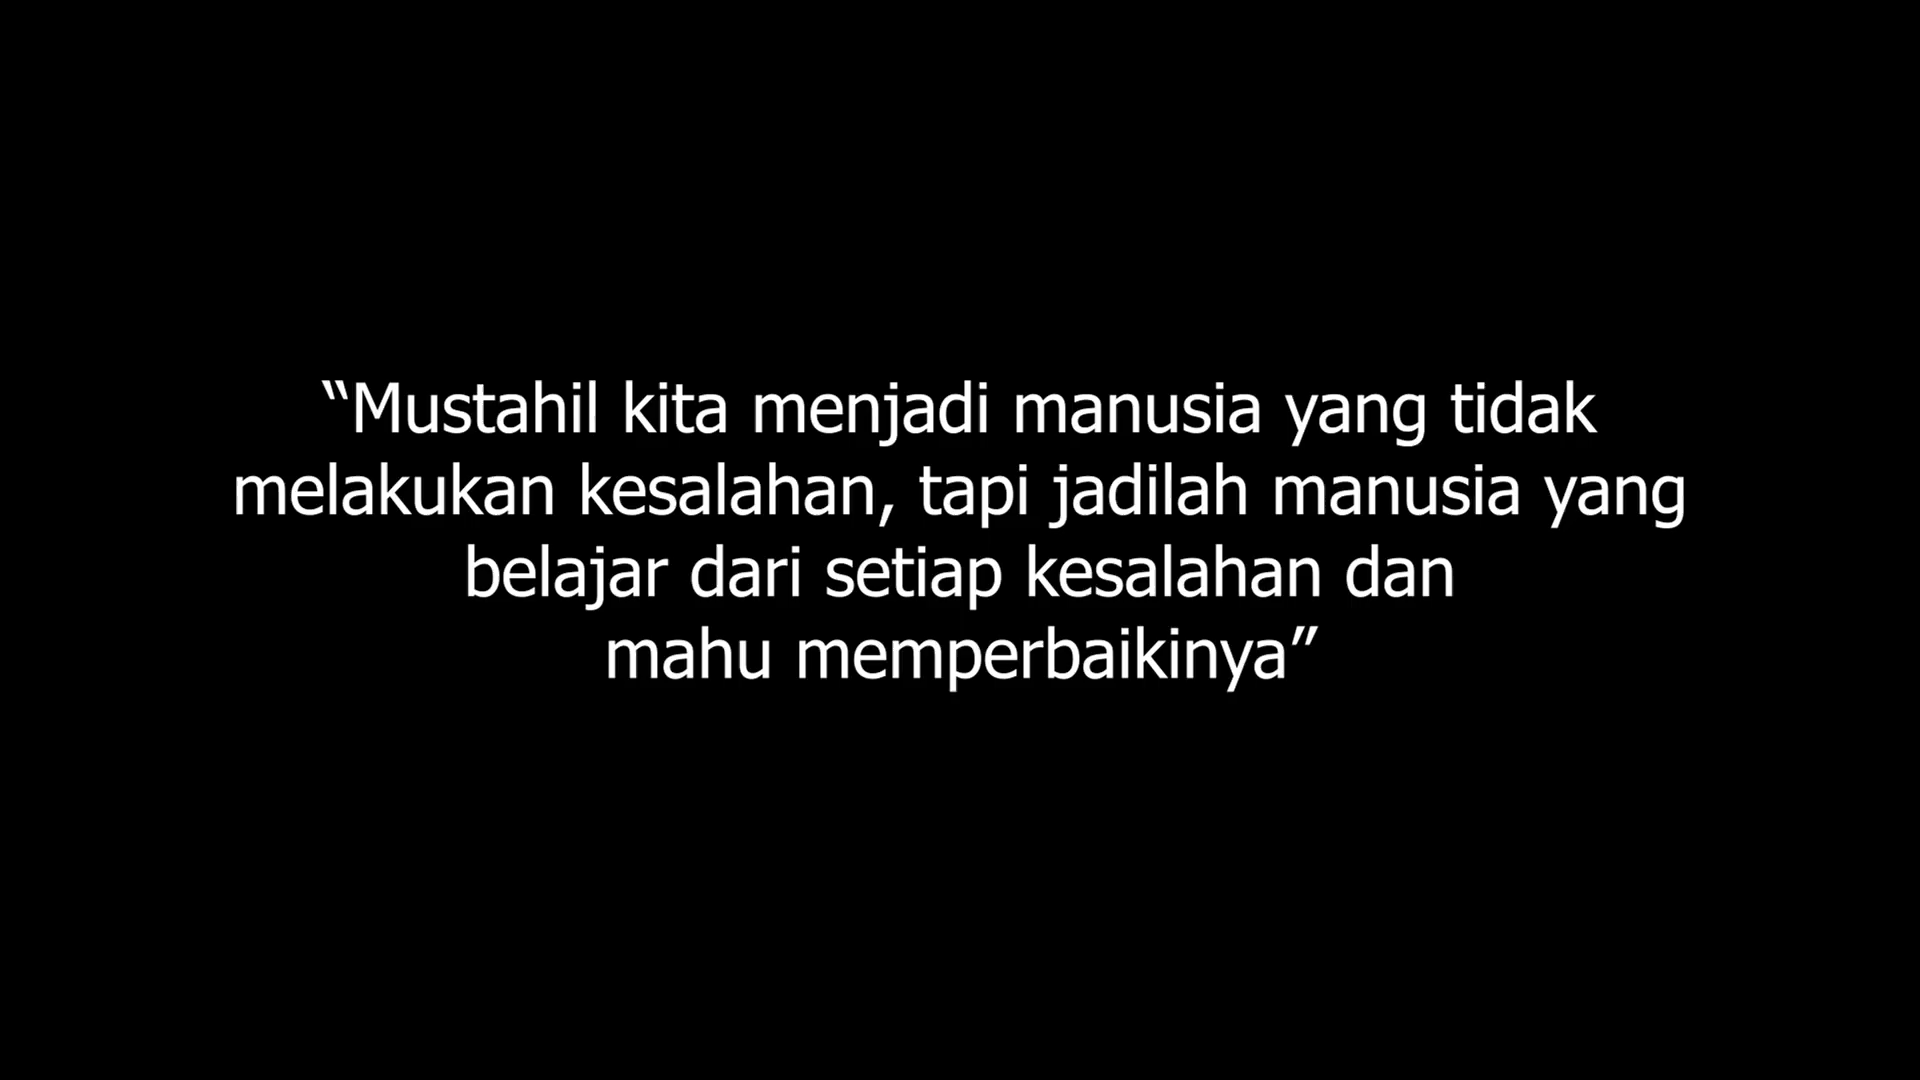 “Mustahil kita menjadi manusia yang tidak
melakukan kesalahan, tapi jadilah manusia yang
belajar dari setiap kesalahan dan
mahu memperbaikinya”